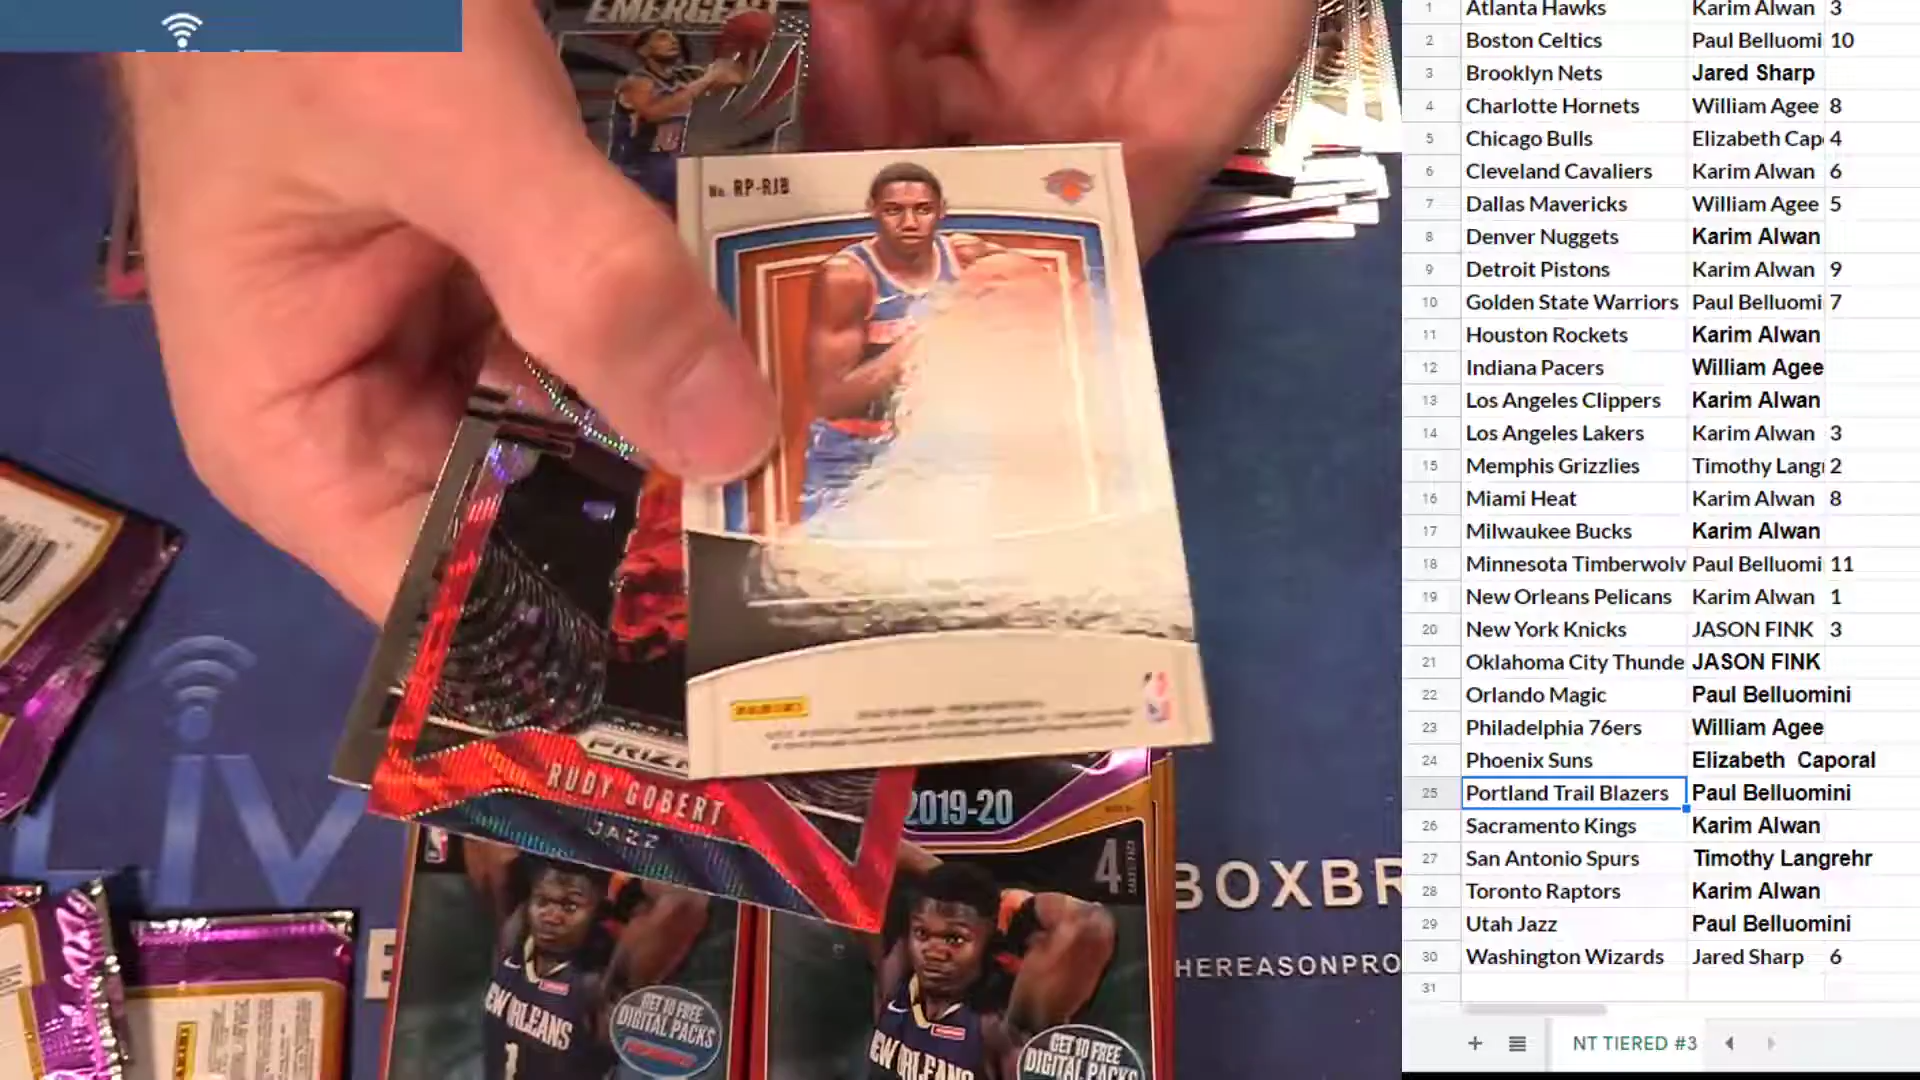 EMERGENT
No. RP-RJB
PRIZM
RUDY GOBERT
JAZZ
2019-20
4
NEW ORLEANS
1
GET 10 FREE
DIGITAL PACKS
NEW ORLEANS
GET 10 FREE
DIGITAL PACKS
LIV
BOXBR
HEREASONPRO
1 Atlanta Hawks Karim Alwan 3
2 Boston Celtics Paul Belluomi 10
3 Brooklyn Nets Jared Sharp
4 Charlotte Hornets William Agee 8
5 Chicago Bulls Elizabeth Cap 4
6 Cleveland Cavaliers Karim Alwan 6
7 Dallas Mavericks William Agee 5
8 Denver Nuggets Karim Alwan
9 Detroit Pistons Karim Alwan 9
10 Golden State Warriors Paul Belluomi 7
11 Houston Rockets Karim Alwan
12 Indiana Pacers William Agee
13 Los Angeles Clippers Karim Alwan
14 Los Angeles Lakers Karim Alwan 3
15 Memphis Grizzlies Timothy Langr 2
16 Miami Heat Karim Alwan 8
17 Milwaukee Bucks Karim Alwan
18 Minnesota Timberwolv Paul Belluomi 11
19 New Orleans Pelicans Karim Alwan 1
20 New York Knicks JASON FINK 3
21 Oklahoma City Thunde JASON FINK
22 Orlando Magic Paul Belluomini
23 Philadelphia 76ers William Agee
24 Phoenix Suns Elizabeth Caporal
25 Portland Trail Blazers Paul Belluomini
26 Sacramento Kings Karim Alwan
27 San Antonio Spurs Timothy Langrehr
28 Toronto Raptors Karim Alwan
29 Utah Jazz Paul Belluomini
30 Washington Wizards Jared Sharp 6
31
NT TIERED #3